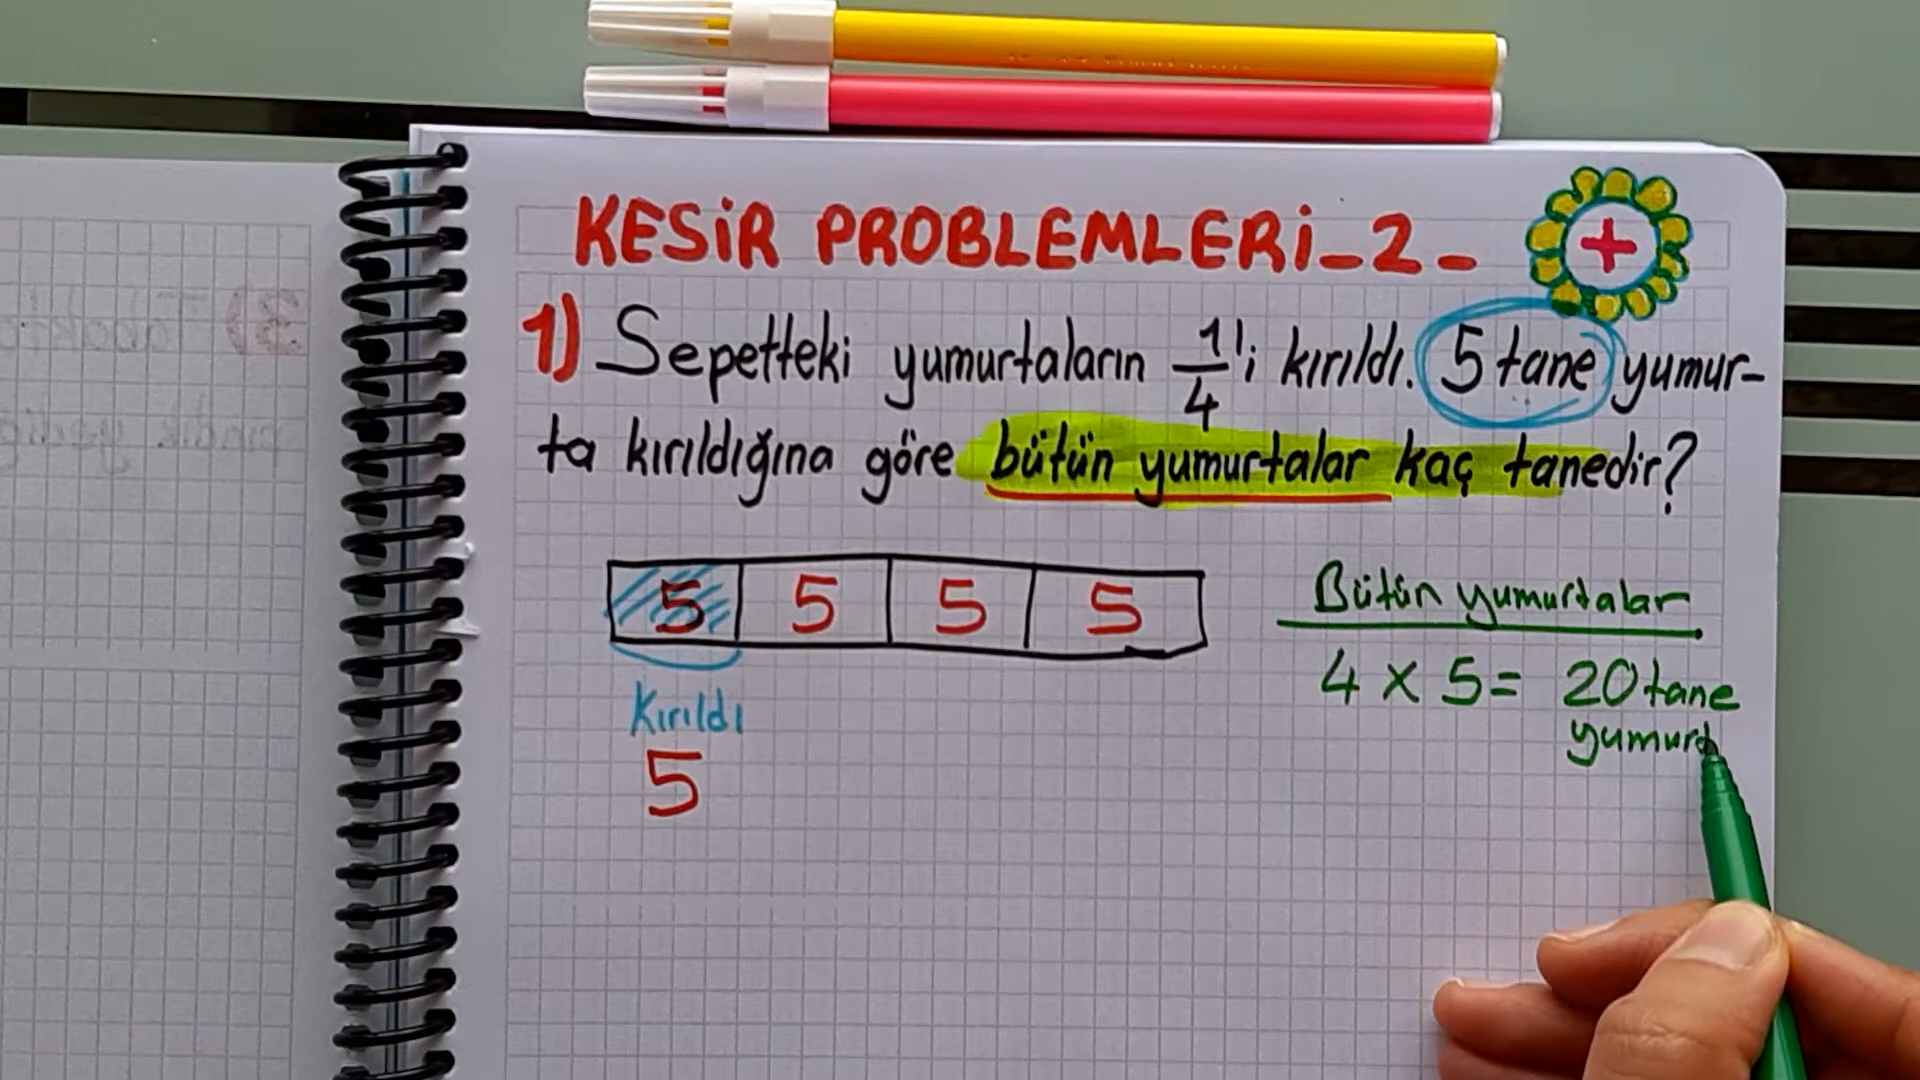 KESİR PROBLEMLERİ_2_
+
1) Sepetteki yumurtaların 1/4'i kırıldı. 5 tane yumur-
ta kırıldığına göre bütün yumurtalar kaç tanedir?
5 5 5 5
Kırıldı
5
Bütün yumurtalar
4 x 5 = 20 tane
yumurt
3)